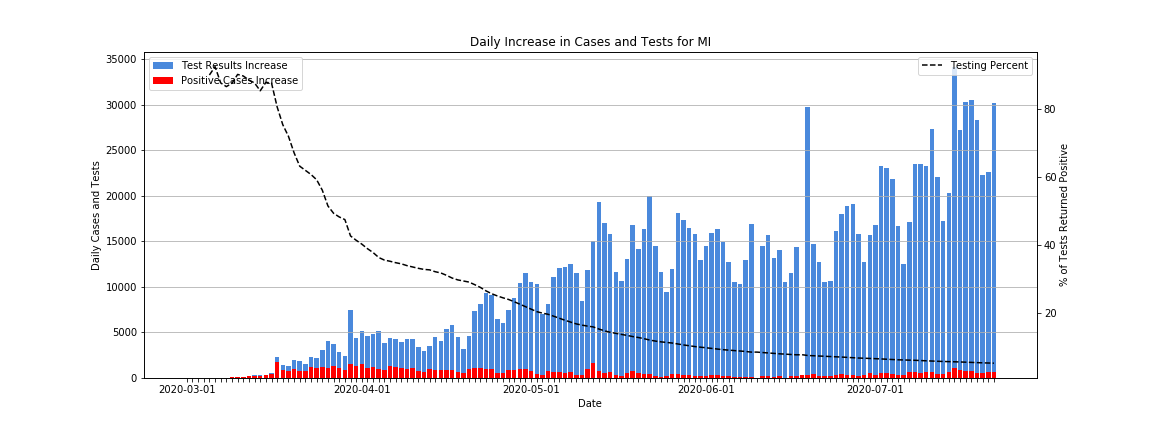 Daily Increase in Cases and Tests for MI
Test Results Increase
Positive Cases Increase
Testing Percent
35000
30000
25000
20000
15000
10000
5000
0
Daily Cases and Tests
80
60
40
20
% of Tests Returned Positive
2020-03-01
2020-04-01
2020-05-01
2020-06-01
2020-07-01
Date